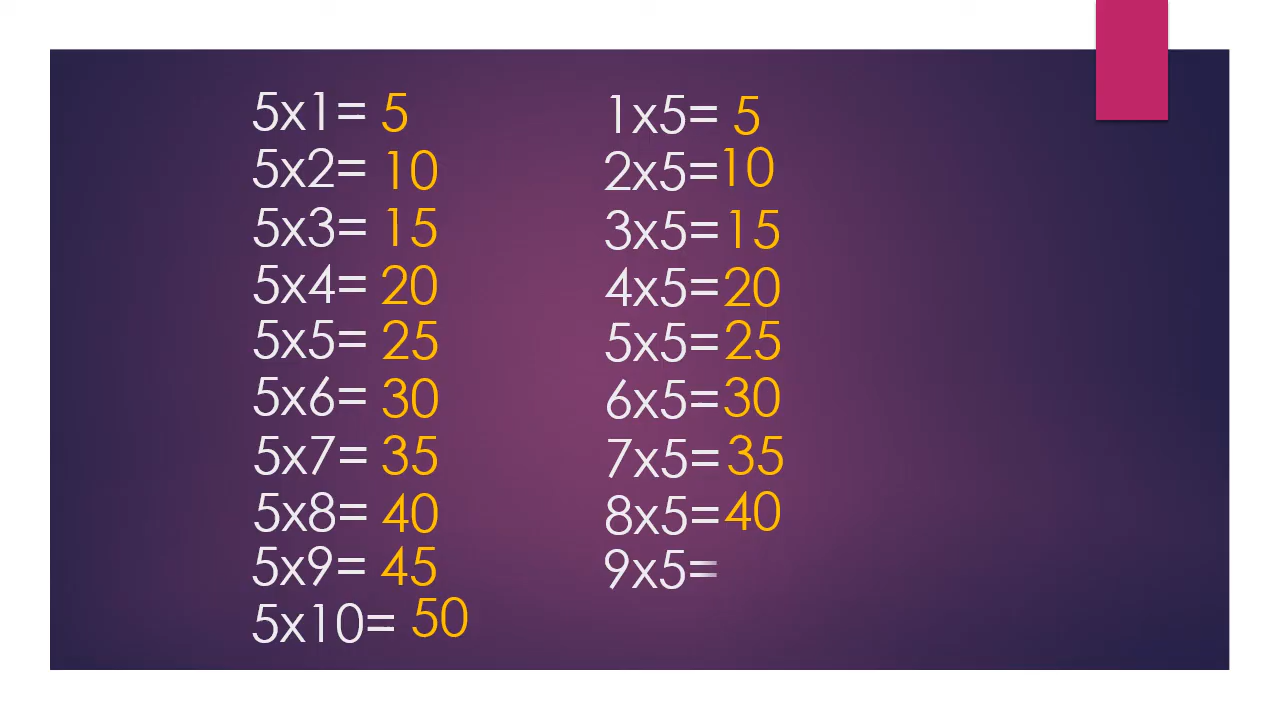 5x1= 5
5x2= 10
5x3= 15
5x4= 20
5x5= 25
5x6= 30
5x7= 35
5x8= 40
5x9= 45
5x10= 50
1x5= 5
2x5=10
3x5=15
4x5=20
5x5=25
6x5=30
7x5=35
8x5=40
9x5=